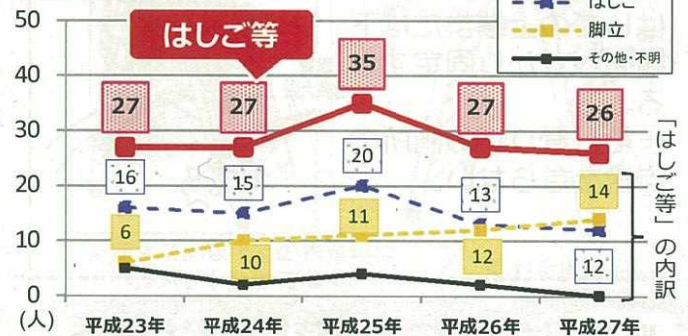 はしご
脚立
その他・不明
はしご等
50
40
30
20
10
0
(人)
27
27
35
27
26
16
15
20
13
12
6
10
11
12
14
平成23年
平成24年
平成25年
平成26年
平成27年
「はしご等」の内訳